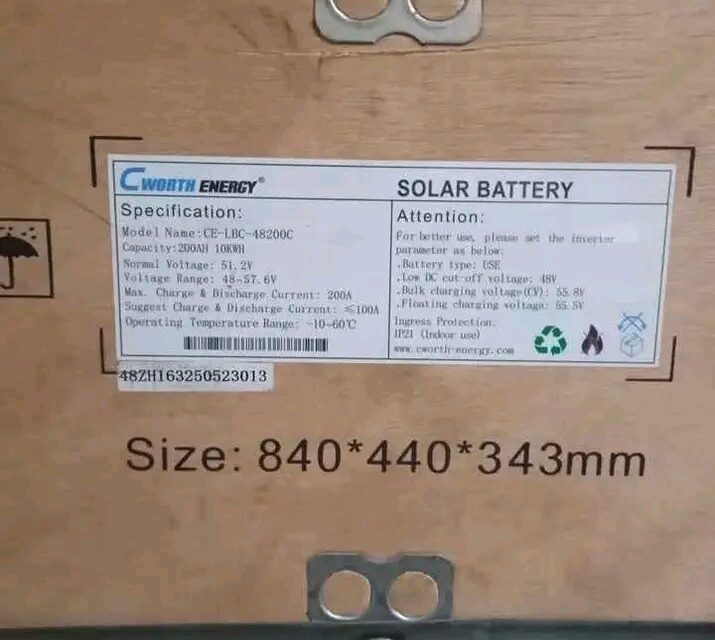 CWORTH ENERGY®
SOLAR BATTERY
Specification:
Model Name:CE-LBC-48200C
Capacity:200AH 10KWH
Normal Voltage: 51.2V
Voltage Range: 48-57.6V
Max. Charge & Discharge Current: 200A
Suggest Charge & Discharge Current: ≤100A
Operating Temperature Range: -10-60℃
Attention:
For better use, please set the inverter
parameter as below:
.Battery type: USE
.Low DC cut-off voltage: 48V
.Bulk charging voltage(CV): 55.8V
.Floating charging voltage: 55.5V
Ingress Protection:
IP21 (Indoor use)
www.cworth-energy.com
48ZH163250523013
Size: 840*440*343mm